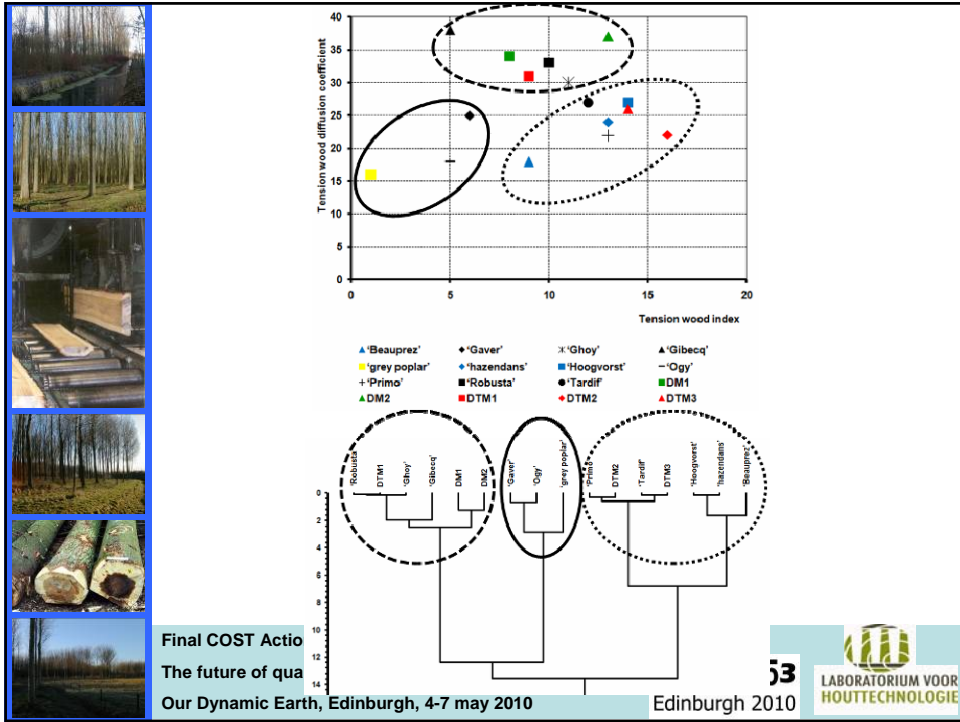 40
35
30
25
20
15
10
5
0
Tension wood diffusion coefficient
0 5 10 15 20
Tension wood index
'Beauprez' 'Gaver' 'Ghoy' 'Gibecq'
'grey poplar' 'hazendans' 'Hoogvorst' 'Ogy'
'Primo' 'Robusta' 'Tardif' DM1
DM2 DTM1 DTM2 DTM3
'Robusta' DTM1 'Ghoy' 'Gibecq' DM1 DM2 'Gaver' 'Ogy' 'grey poplar' 'Primo' DTM2 'Tardif' DTM3 'Hoogvorst' 'hazendans' 'Beauprez'
0
2
4
6
8
10
12
14
Final COST Actio
The future of qua 53
Our Dynamic Earth, Edinburgh, 4-7 may 2010
Edinburgh 2010
LABORATORIUM VOOR
HOUTTECHNOLOGIE